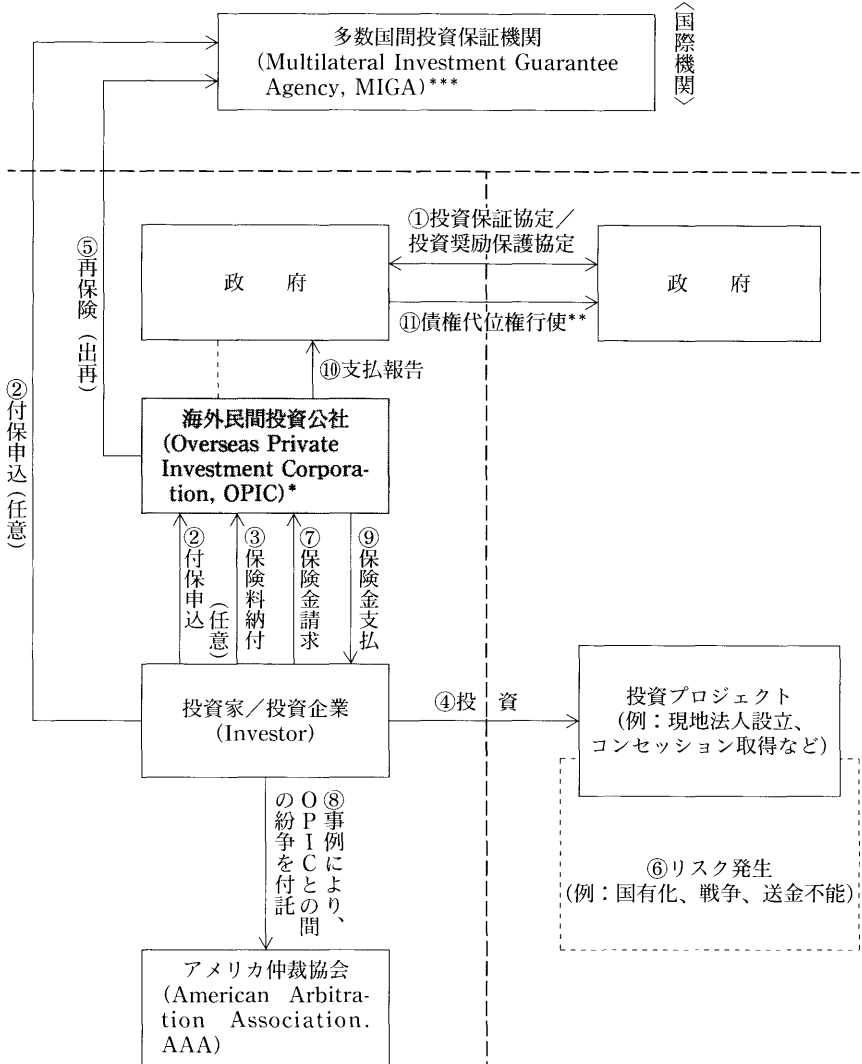 多数国間投資保証機関
(Multilateral Investment Guarantee
Agency, MIGA)***
〈国際機関〉
①投資保証協定／
投資奨励保護協定
政　府
政　府
⑪債権代位権行使**
⑤再保険（出再）
⑩支払報告
②付保申込（任意）
海外民間投資公社
(Overseas Private
Investment Corpora-
tion, OPIC)*
②付保申込
（任意）
③保険料納付
⑦保険金請求
⑨保険金支払
投資家／投資企業
(Investor)
④投　資
投資プロジェクト
(例：現地法人設立、
コンセッション取得など)
⑥リスク発生
(例：国有化、戦争、送金不能)
⑧事例により、
OPICとの間
の紛争を付託
アメリカ仲裁協会
(American Arbitra-
tion Association.
AAA)